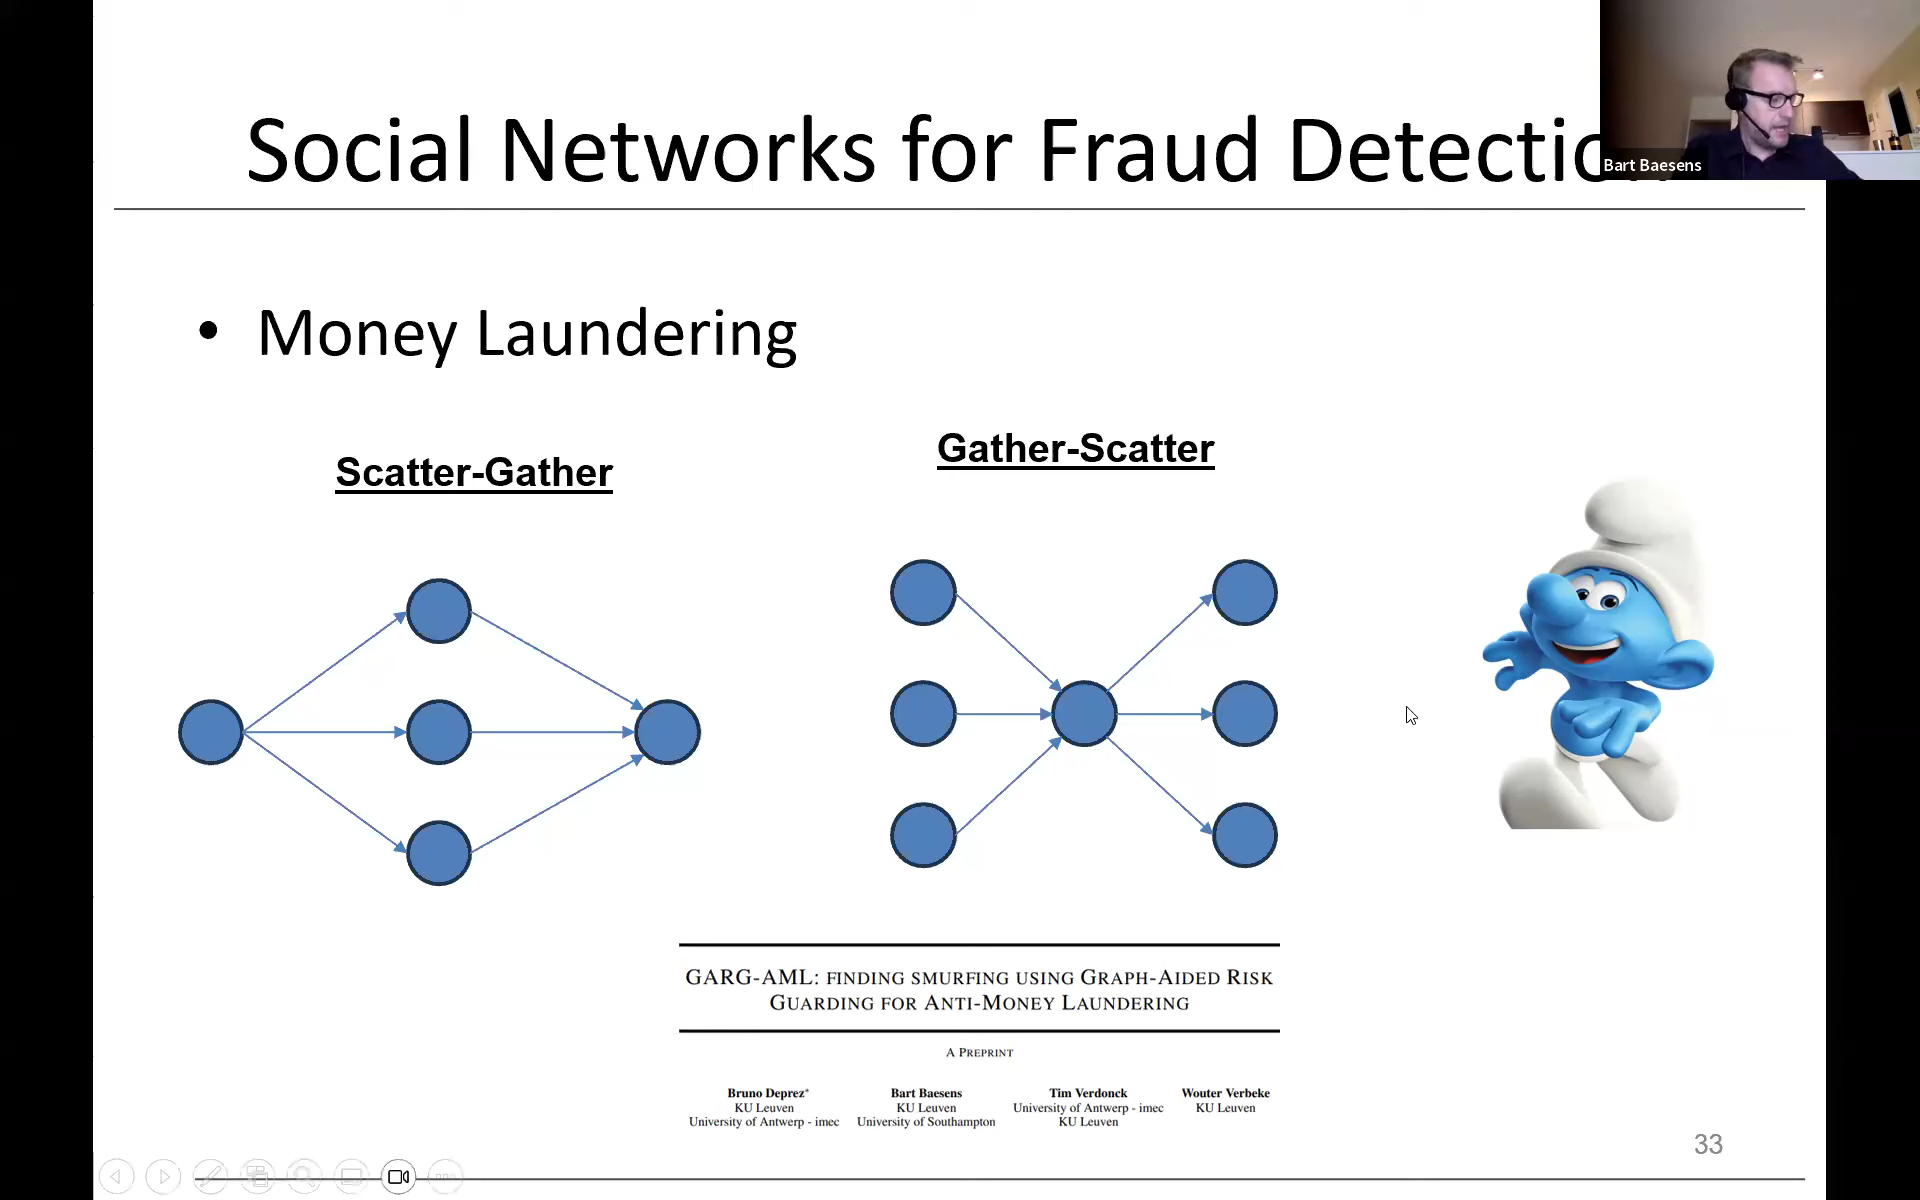 Social Networks for Fraud Detection
Bart Baesens
• Money Laundering
Scatter-Gather
Gather-Scatter
GARG-AML: FINDING SMURFING USING GRAPH-AIDED RISK
GUARDING FOR ANTI-MONEY LAUNDERING
A PREPRINT
Bruno Deprez* Bart Baesens Tim Verdonck Wouter Verbeke
KU Leuven KU Leuven University of Antwerp - imec KU Leuven
University of Antwerp - imec University of Southampton KU Leuven
33